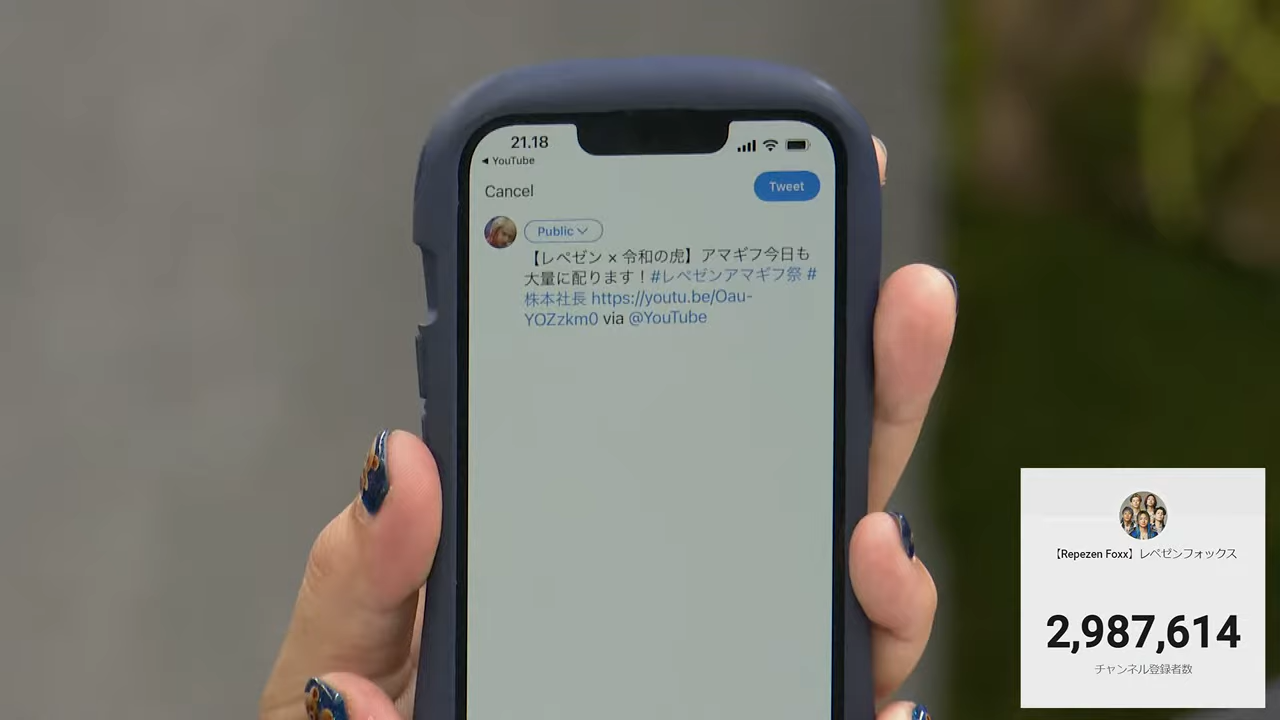 21.18
◀ YouTube
Cancel
Tweet
Public
【レペゼン × 令和の虎】アマギフ今日も
大量に配ります！#レペゼンアマギフ祭 #
株本社長 https://youtu.be/Oau-
YOZzkm0 via @YouTube
【Repezen Foxx】レペゼンフォックス
2,987,614
チャンネル登録者数